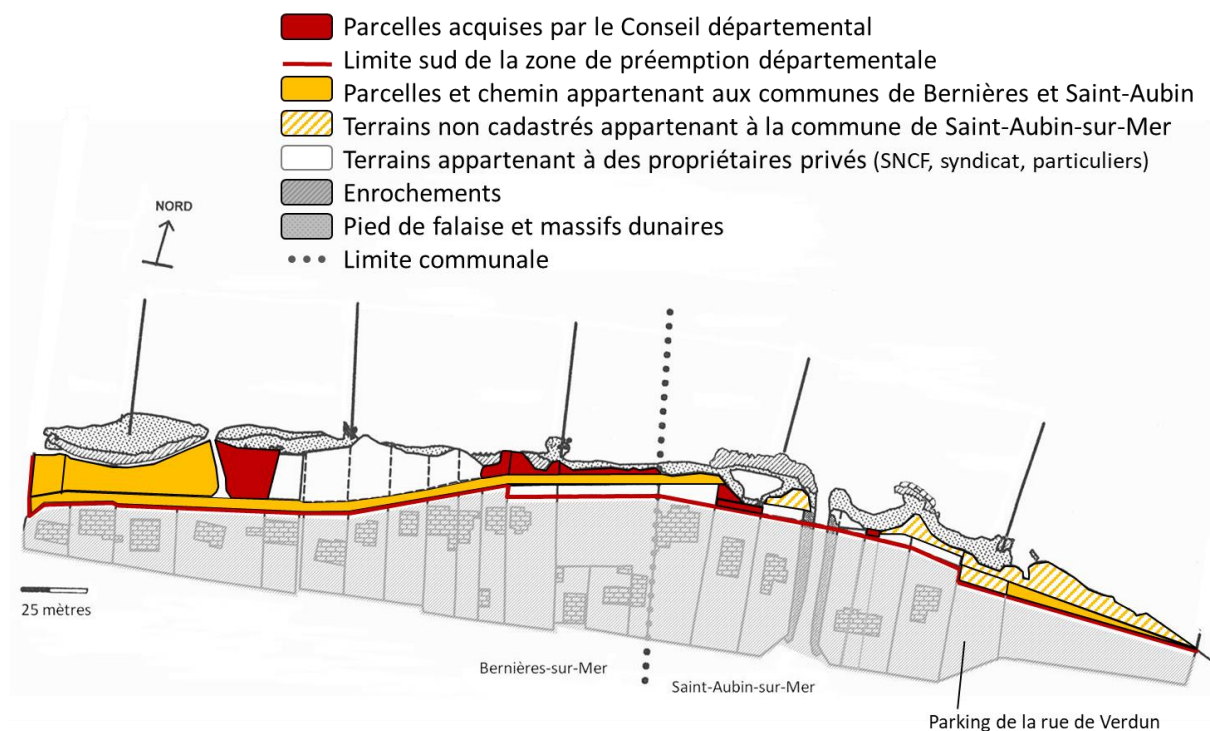 Parcelles acquises par le Conseil départemental
Limite sud de la zone de préemption départementale
Parcelles et chemin appartenant aux communes de Bernières et Saint-Aubin
Terrains non cadastrés appartenant à la commune de Saint-Aubin-sur-Mer
Terrains appartenant à des propriétaires privés (SNCF, syndicat, particuliers)
Enrochements
Pied de falaise et massifs dunaires
Limite communale
NORD
25 mètres
Bernières-sur-Mer
Saint-Aubin-sur-Mer
Parking de la rue de Verdun